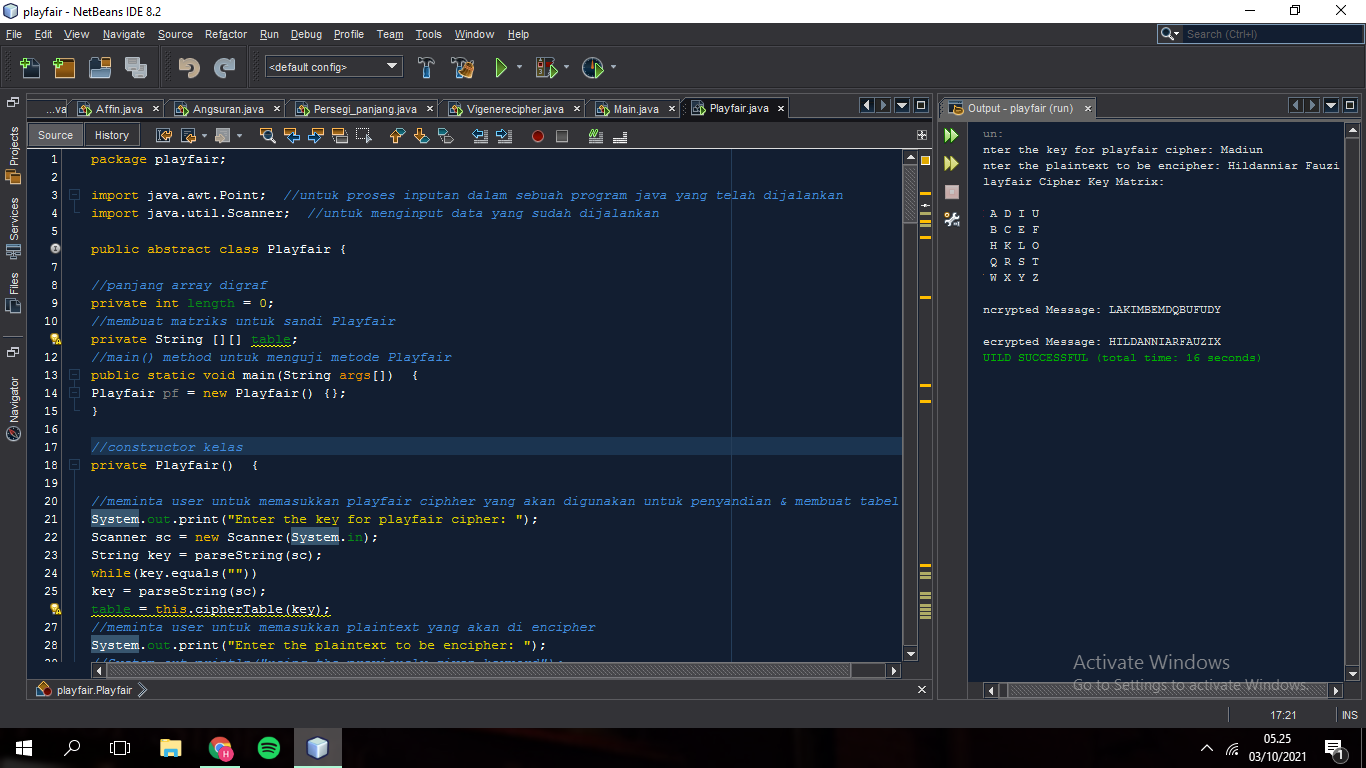 playfair - NetBeans IDE 8.2
File Edit View Navigate Source Refactor Run Debug Profile Team Tools Window Help
Search (Ctrl+I)
<default config>
...va Affin.java Angsuran.java Persegi_panjang.java Vigenerecipher.java Main.java Playfair.java
Source History
Projects
Services
Files
Navigator
1 package playfair;
2
3 import java.awt.Point; //untuk proses inputan dalam sebuah program java yang telah dijalankan
4 import java.util.Scanner; //untuk menginput data yang sudah dijalankan
5
public abstract class Playfair {
7
8 //panjang array digraf
9 private int length = 0;
10 //membuat matriks untuk sandi Playfair
private String [][] table;
12 //main() method untuk menguji metode Playfair
13 public static void main(String args[]) {
14 Playfair pf = new Playfair() {};
15 }
16
17 //constructor kelas
18 private Playfair() {
19
20 //meminta user untuk memasukkan playfair ciphher yang akan digunakan untuk penyandian & membuat tabel
21 System.out.print("Enter the key for playfair cipher: ");
22 Scanner sc = new Scanner(System.in);
23 String key = parseString(sc);
24 while(key.equals(""))
25 key = parseString(sc);
table = this.cipherTable(key);
27 //meminta user untuk memasukkan plaintext yang akan di encipher
28 System.out.print("Enter the plaintext to be encipher: ");
playfair.Playfair
Output - playfair (run)
un:
nter the key for playfair cipher: Madiun
nter the plaintext to be encipher: Hildanniar Fauzi
layfair Cipher Key Matrix:
A D I U
B C E F
H K L O
Q R S T
W X Y Z
ncrypted Message: LAKIMBEMDQBUFUDY
ecrypted Message: HILDANNIARFAUZIX
UILD SUCCESSFUL (total time: 16 seconds)
Activate Windows
Go to Settings to activate Windows.
17:21 INS
H
05.25
03/10/2021
1